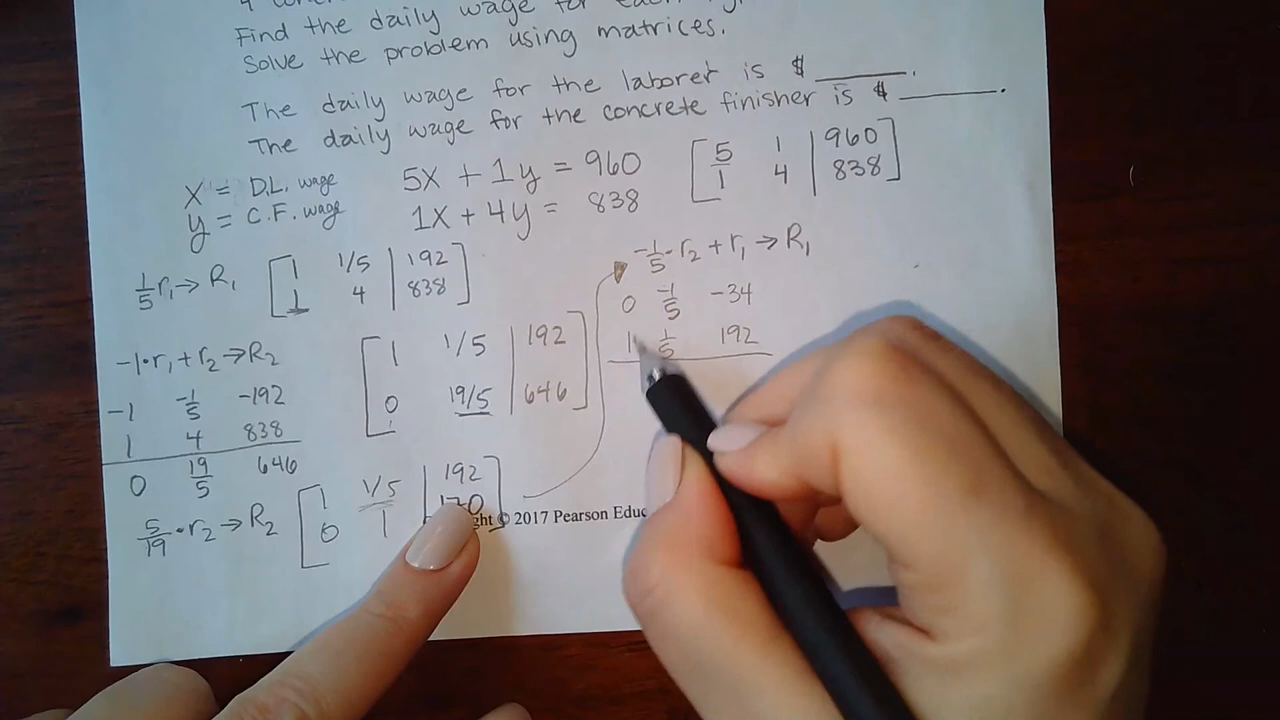 Find the daily wage for
Solve the problem using matrices.
The daily wage for the laborer is $ ______.
The daily wage for the concrete finisher is $ ______.
x = D.L. wage
y = C.F. wage
5x + 1y = 960
1x + 4y = 838
[5 1 | 960]
[1 4 | 838]
1/5 r₁ → R₁
[1 1/5 | 192]
[1 4 | 838]
-1·r₁ + r₂ → R₂
-1 -1/5 -192
1 4 838
0 19/5 646
[1 1/5 | 192]
[0 19/5 | 646]
5/19 · r₂ → R₂
[1 1/5 | 192]
[0 1 | 170]
-1/5·r₂ + r₁ → R₁
0 -1/5 -34
1 1/5 192
© 2017 Pearson